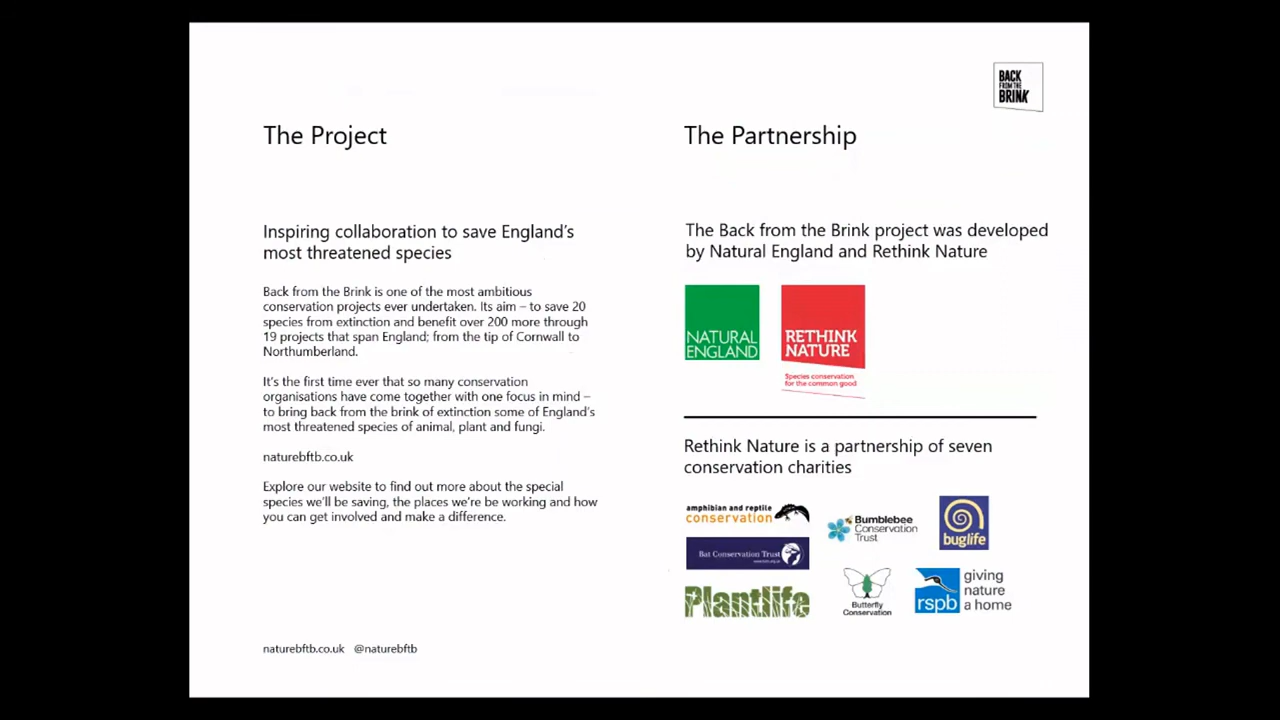 BACK
FROM THE
BRINK
The Project
Inspiring collaboration to save England's
most threatened species
Back from the Brink is one of the most ambitious
conservation projects ever undertaken. Its aim – to save 20
species from extinction and benefit over 200 more through
19 projects that span England; from the tip of Cornwall to
Northumberland.
It's the first time ever that so many conservation
organisations have come together with one focus in mind –
to bring back from the brink of extinction some of England's
most threatened species of animal, plant and fungi.
naturebftb.co.uk
Explore our website to find out more about the special
species we'll be saving, the places we're be working and how
you can get involved and make a difference.
naturebftb.co.uk @naturebftb
The Partnership
The Back from the Brink project was developed
by Natural England and Rethink Nature
NATURAL
ENGLAND
RETHINK
NATURE
Species conservation
for the common good
Rethink Nature is a partnership of seven
conservation charities
amphibian and reptile
conservation
Bumblebee
Conservation
Trust
buglife
Bat Conservation Trust
Plantlife
Butterfly
Conservation
rspb
giving
nature
a home